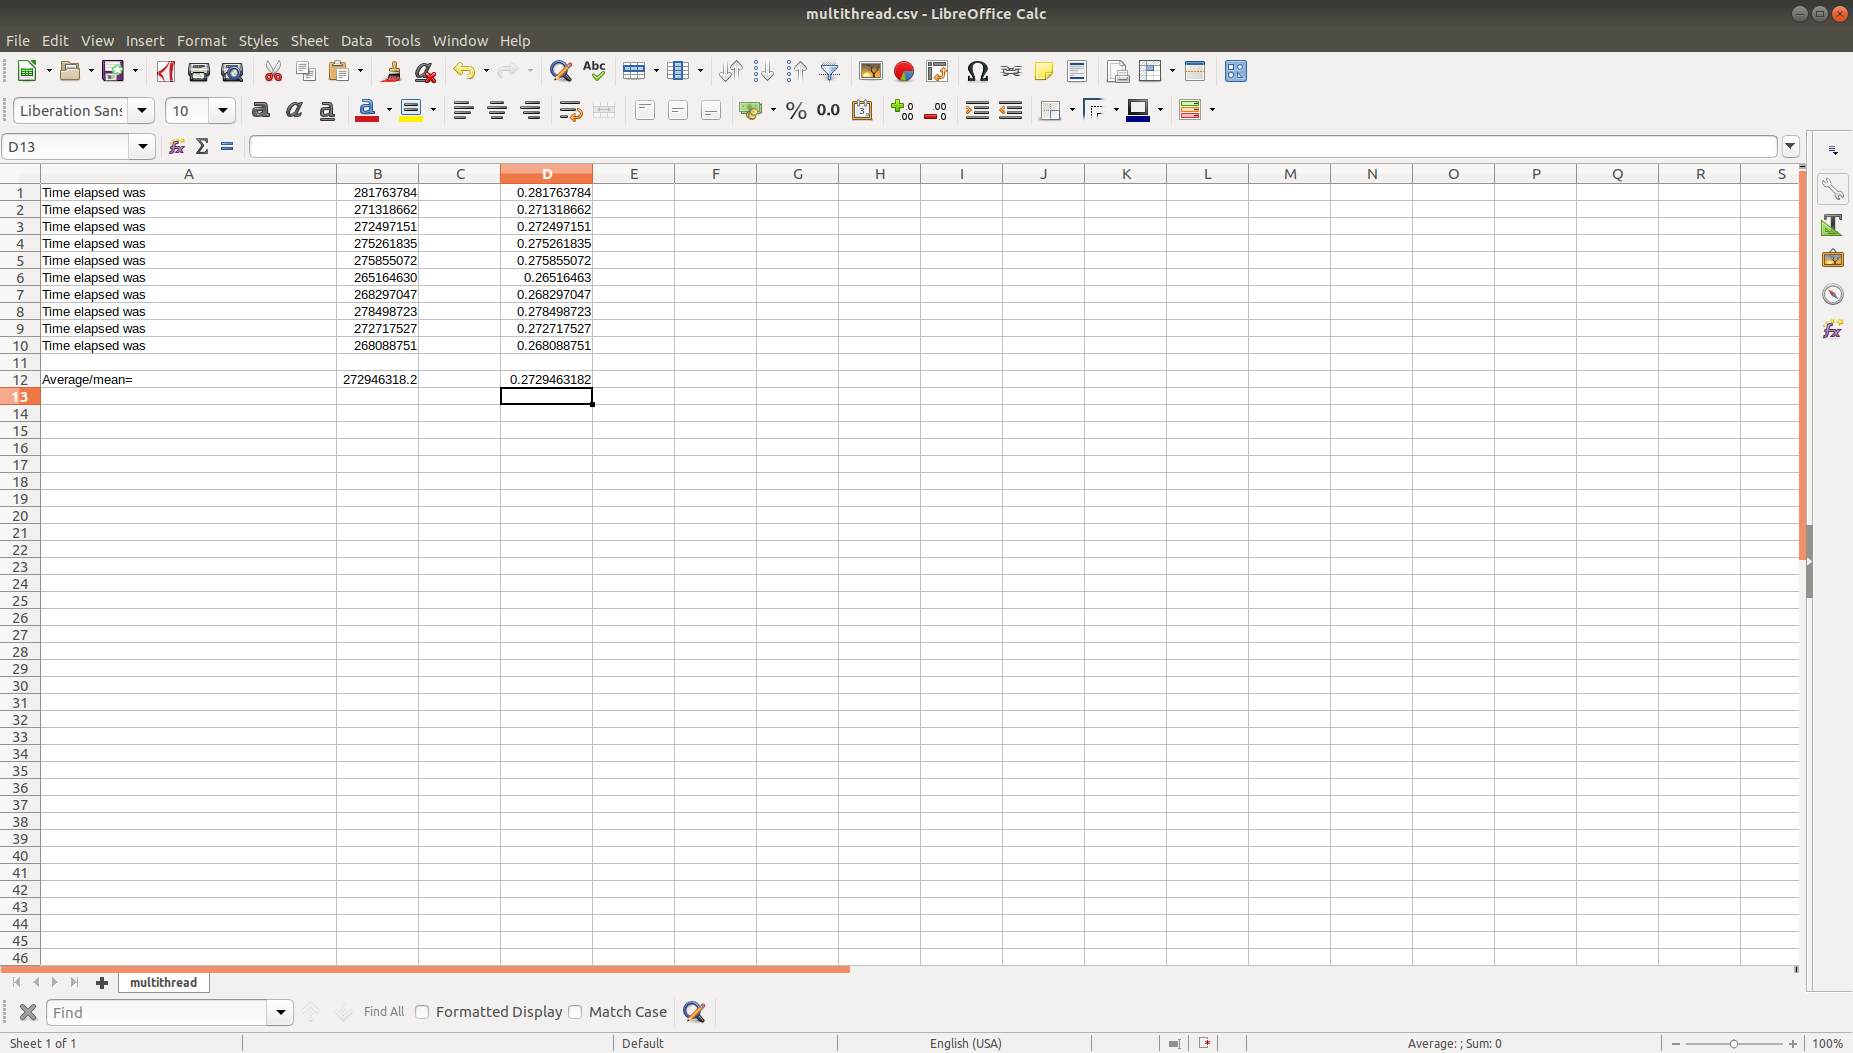 multithread.csv - LibreOffice Calc
File Edit View Insert Format Styles Sheet Data Tools Window Help
Abc
Liberation Sans 10 a a a a % 0.0
D13
A B C D E F G H I J K L M N O P Q R S
1 Time elapsed was 281763784 0.281763784
2 Time elapsed was 271318662 0.271318662
3 Time elapsed was 272497151 0.272497151
4 Time elapsed was 275261835 0.275261835
5 Time elapsed was 275855072 0.275855072
6 Time elapsed was 265164630 0.26516463
7 Time elapsed was 268297047 0.268297047
8 Time elapsed was 278498723 0.278498723
9 Time elapsed was 272717527 0.272717527
10 Time elapsed was 268088751 0.268088751
11
12 Average/mean= 272946318.2 0.2729463182
13
14
15
16
17
18
19
20
21
22
23
24
25
26
27
28
29
30
31
32
33
34
35
36
37
38
39
40
41
42
43
44
45
46
multithread
Find Find All Formatted Display Match Case
Sheet 1 of 1 Default English (USA) Average: ; Sum: 0 100%